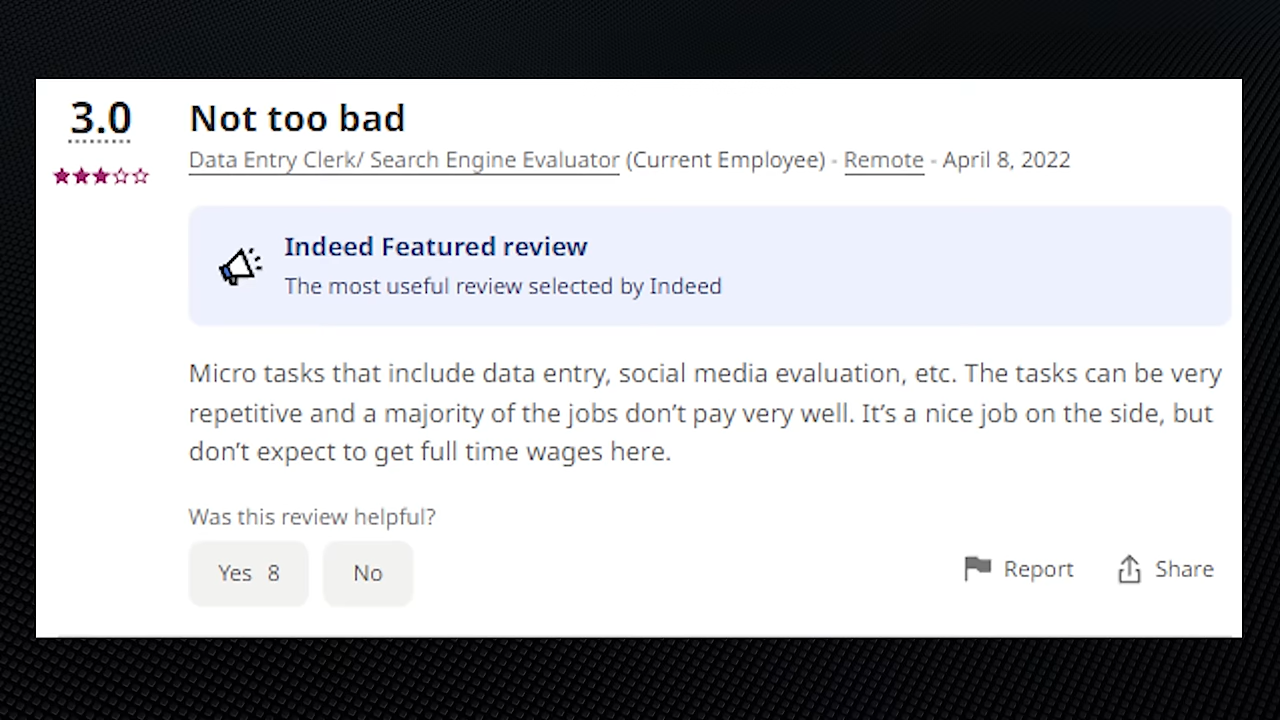 3.0
Not too bad
Data Entry Clerk/ Search Engine Evaluator (Current Employee) - Remote - April 8, 2022
Indeed Featured review
The most useful review selected by Indeed
Micro tasks that include data entry, social media evaluation, etc. The tasks can be very
repetitive and a majority of the jobs don’t pay very well. It’s a nice job on the side, but
don’t expect to get full time wages here.
Was this review helpful?
Yes 8 No
Report Share